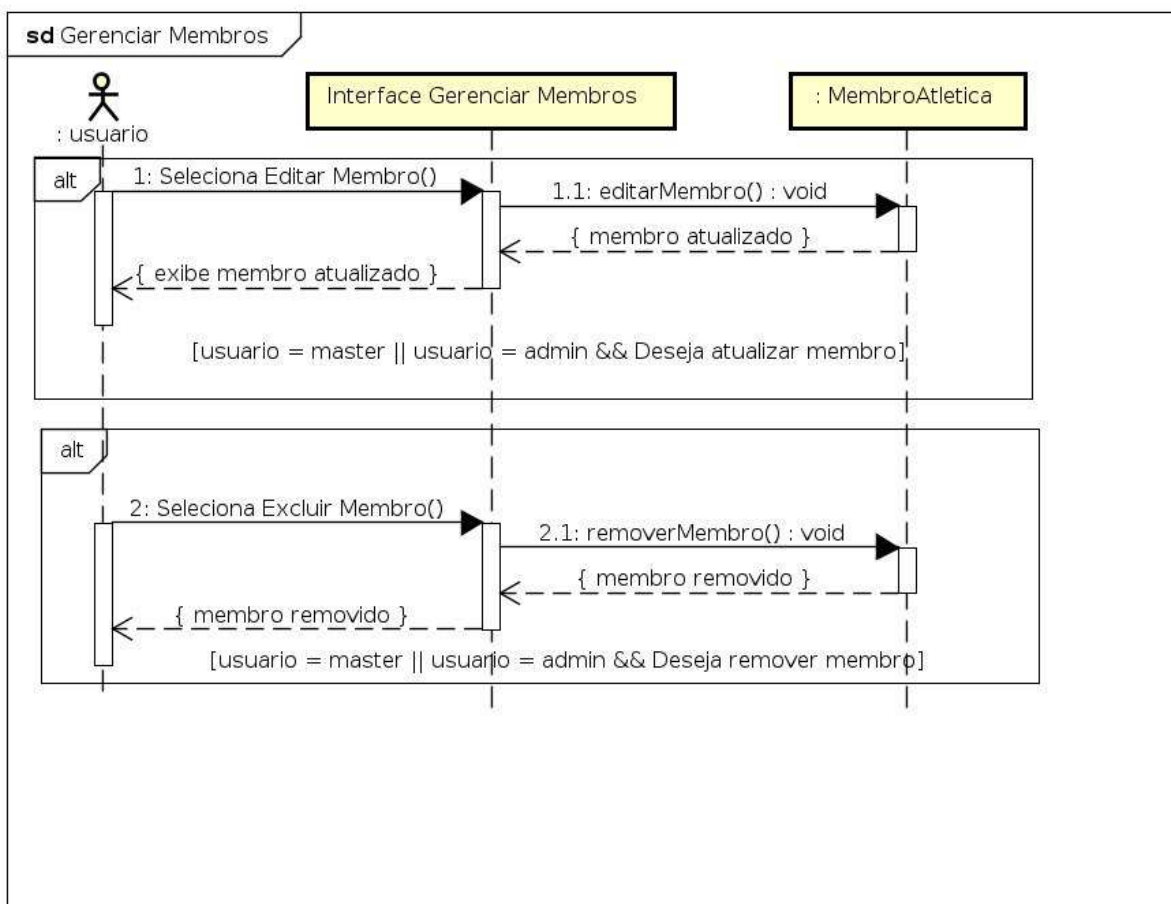 sd Gerenciar Membros
: usuario
Interface Gerenciar Membros
: MembroAtletica
alt
1: Seleciona Editar Membro()
1.1: editarMembro() : void
{ membro atualizado }
{ exibe membro atualizado }
[usuario = master || usuario = admin && Deseja atualizar membro]
alt
2: Seleciona Excluir Membro()
2.1: removerMembro() : void
{ membro removido }
{ membro removido }
[usuario = master || usuario = admin && Deseja remover membro]